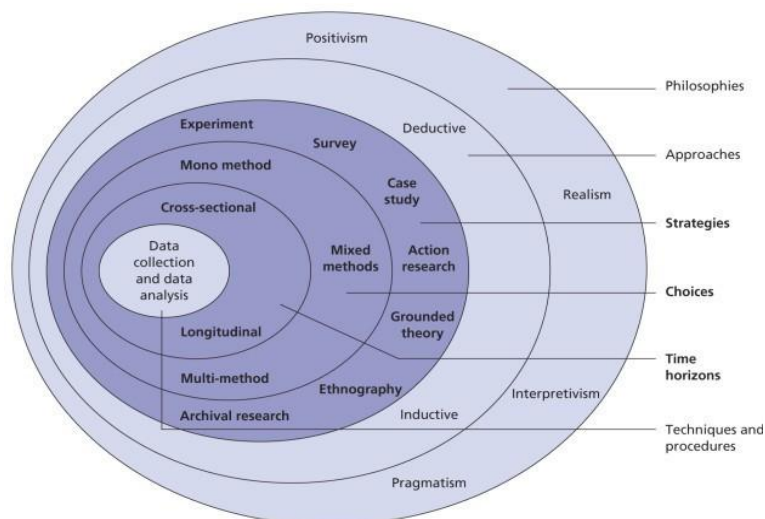 Positivism
Philosophies
Experiment
Survey
Deductive
Mono method
Approaches
Case
study
Realism
Cross-sectional
Strategies
Data
collection
and data
analysis
Mixed
methods
Action
research
Choices
Longitudinal
Grounded
theory
Time
horizons
Multi-method
Ethnography
Interpretivism
Archival research
Inductive
Techniques and
procedures
Pragmatism